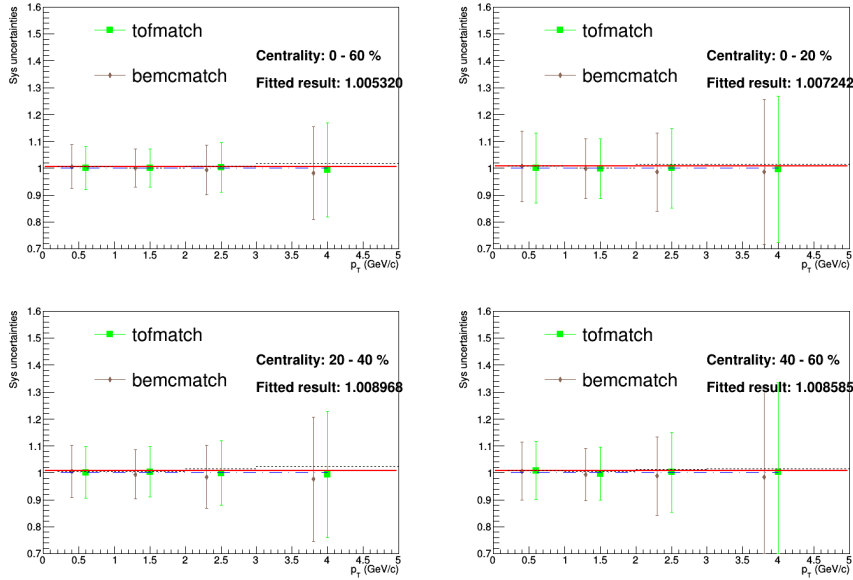 Sys uncertainties
1.6
1.5
1.4
1.3
1.2
1.1
1
0.9
0.8
0.7
tofmatch
bemcmatch
Centrality: 0 - 60 %
Fitted result: 1.005320
0 0.5 1 1.5 2 2.5 3 3.5 4 4.5 5
pT (GeV/c)
Sys uncertainties
1.6
1.5
1.4
1.3
1.2
1.1
1
0.9
0.8
0.7
tofmatch
bemcmatch
Centrality: 0 - 20 %
Fitted result: 1.007242
0 0.5 1 1.5 2 2.5 3 3.5 4 4.5 5
pT (GeV/c)
Sys uncertainties
1.6
1.5
1.4
1.3
1.2
1.1
1
0.9
0.8
0.7
tofmatch
bemcmatch
Centrality: 20 - 40 %
Fitted result: 1.008968
0 0.5 1 1.5 2 2.5 3 3.5 4 4.5 5
pT (GeV/c)
Sys uncertainties
1.6
1.5
1.4
1.3
1.2
1.1
1
0.9
0.8
0.7
tofmatch
bemcmatch
Centrality: 40 - 60 %
Fitted result: 1.008585
0 0.5 1 1.5 2 2.5 3 3.5 4 4.5 5
pT (GeV/c)